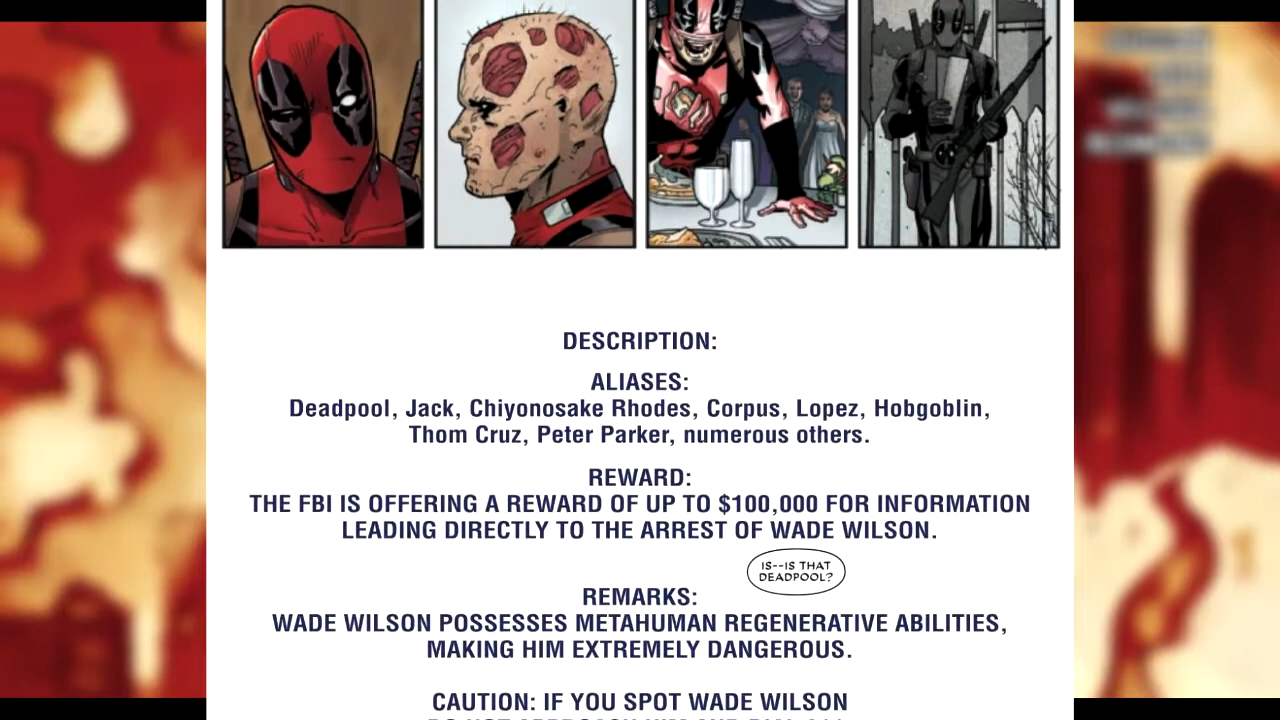 DESCRIPTION:
ALIASES:
Deadpool, Jack, Chiyonosake Rhodes, Corpus, Lopez, Hobgoblin,
Thom Cruz, Peter Parker, numerous others.
REWARD:
THE FBI IS OFFERING A REWARD OF UP TO $100,000 FOR INFORMATION
LEADING DIRECTLY TO THE ARREST OF WADE WILSON.
IS--IS THAT
DEADPOOL?
REMARKS:
WADE WILSON POSSESSES METAHUMAN REGENERATIVE ABILITIES,
MAKING HIM EXTREMELY DANGEROUS.
CAUTION: IF YOU SPOT WADE WILSON